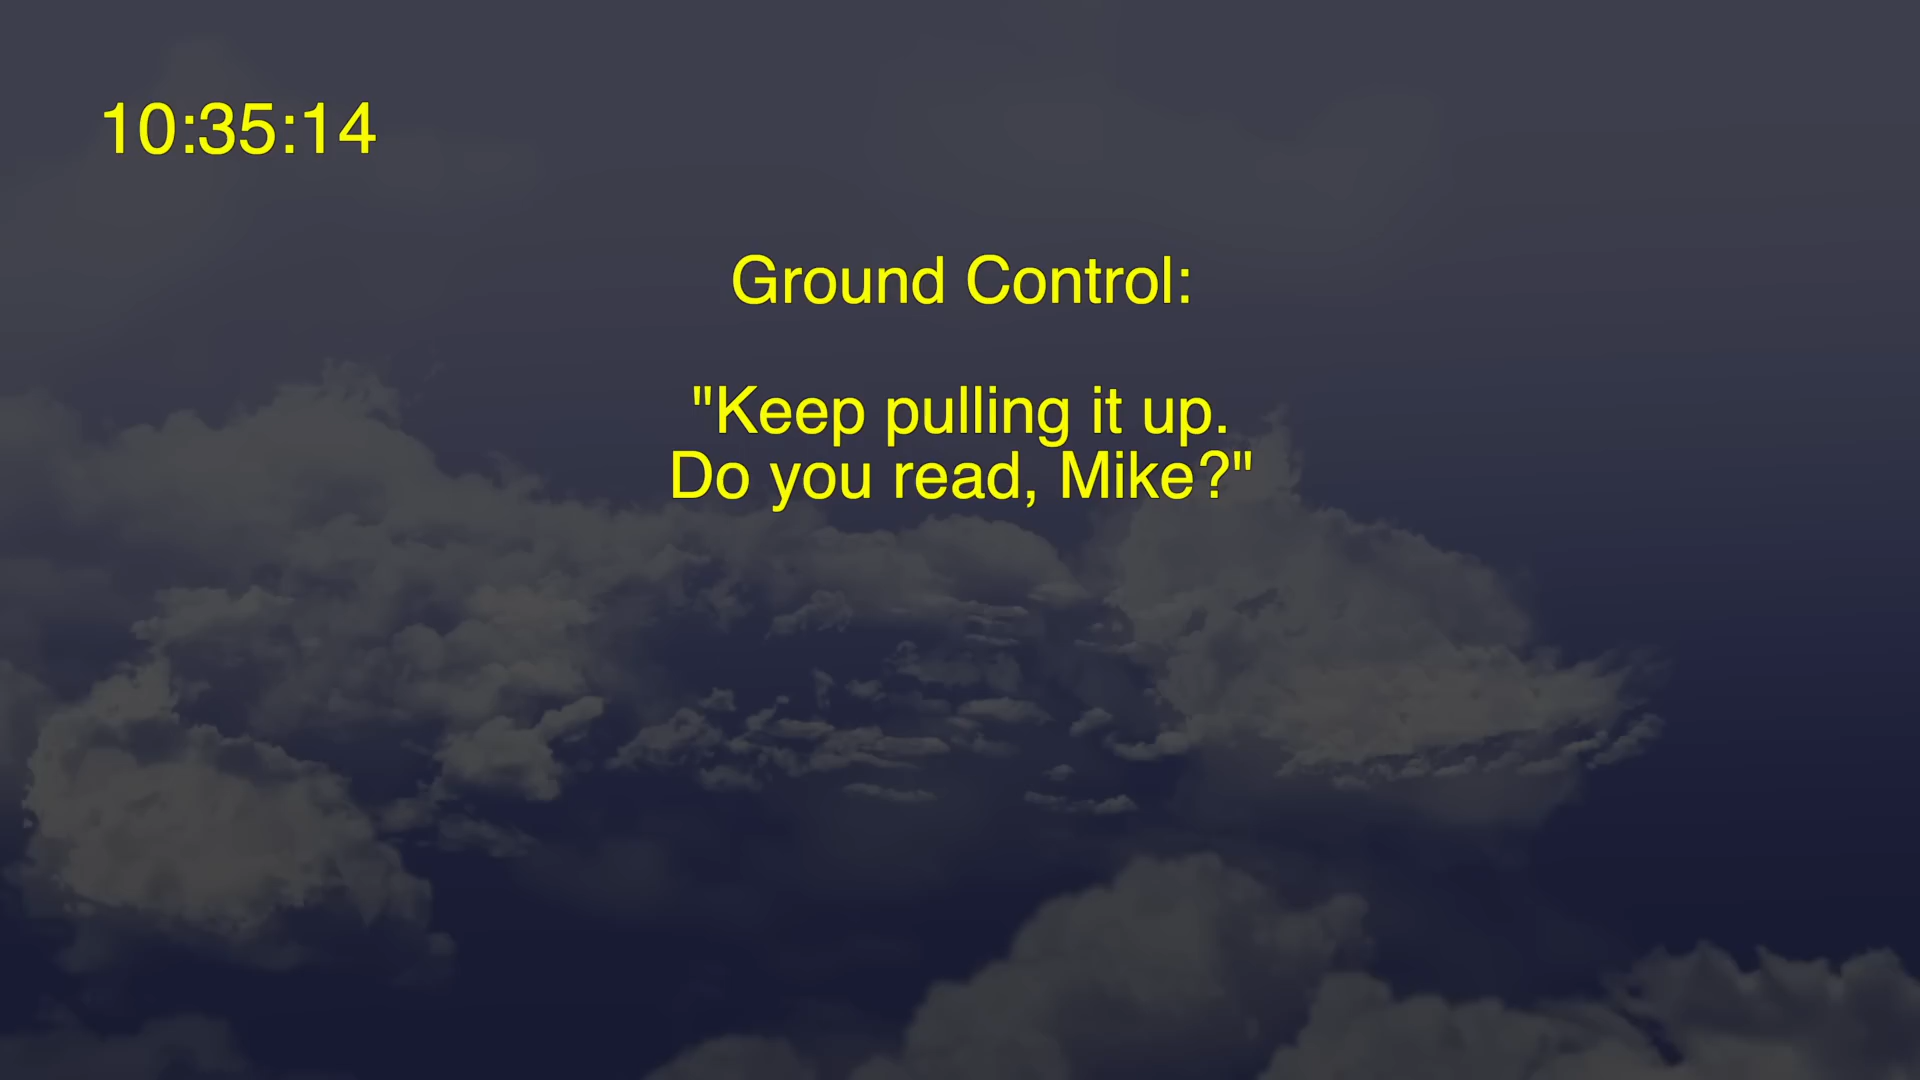 10:35:14
Ground Control:
"Keep pulling it up.
Do you read, Mike?"